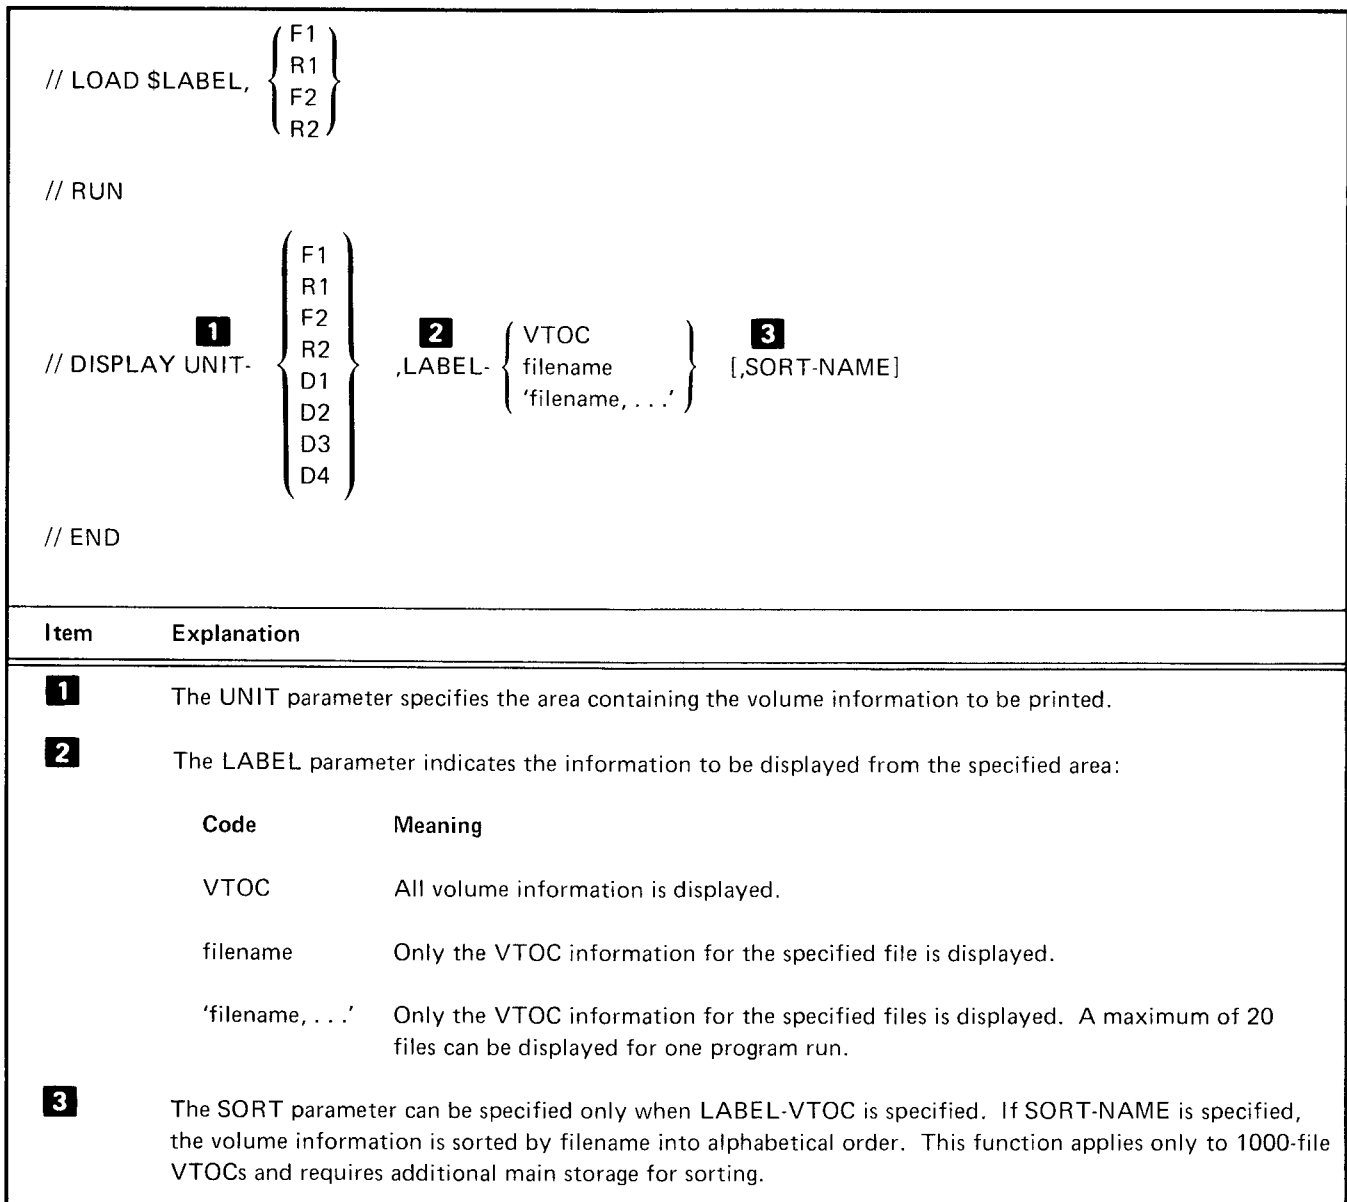 // LOAD $LABEL, { F1
R1
F2
R2 }
// RUN
// DISPLAY UNIT- 1 { F1
R1
F2
R2
D1
D2
D3
D4 } ,LABEL- 2 { VTOC
filename
'filename, . . .' } 3 [,SORT-NAME]
// END
Item Explanation
1 The UNIT parameter specifies the area containing the volume information to be printed.
2 The LABEL parameter indicates the information to be displayed from the specified area:
Code Meaning
VTOC All volume information is displayed.
filename Only the VTOC information for the specified file is displayed.
'filename, . . .' Only the VTOC information for the specified files is displayed. A maximum of 20
files can be displayed for one program run.
3 The SORT parameter can be specified only when LABEL-VTOC is specified. If SORT-NAME is specified,
the volume information is sorted by filename into alphabetical order. This function applies only to 1000-file
VTOCs and requires additional main storage for sorting.